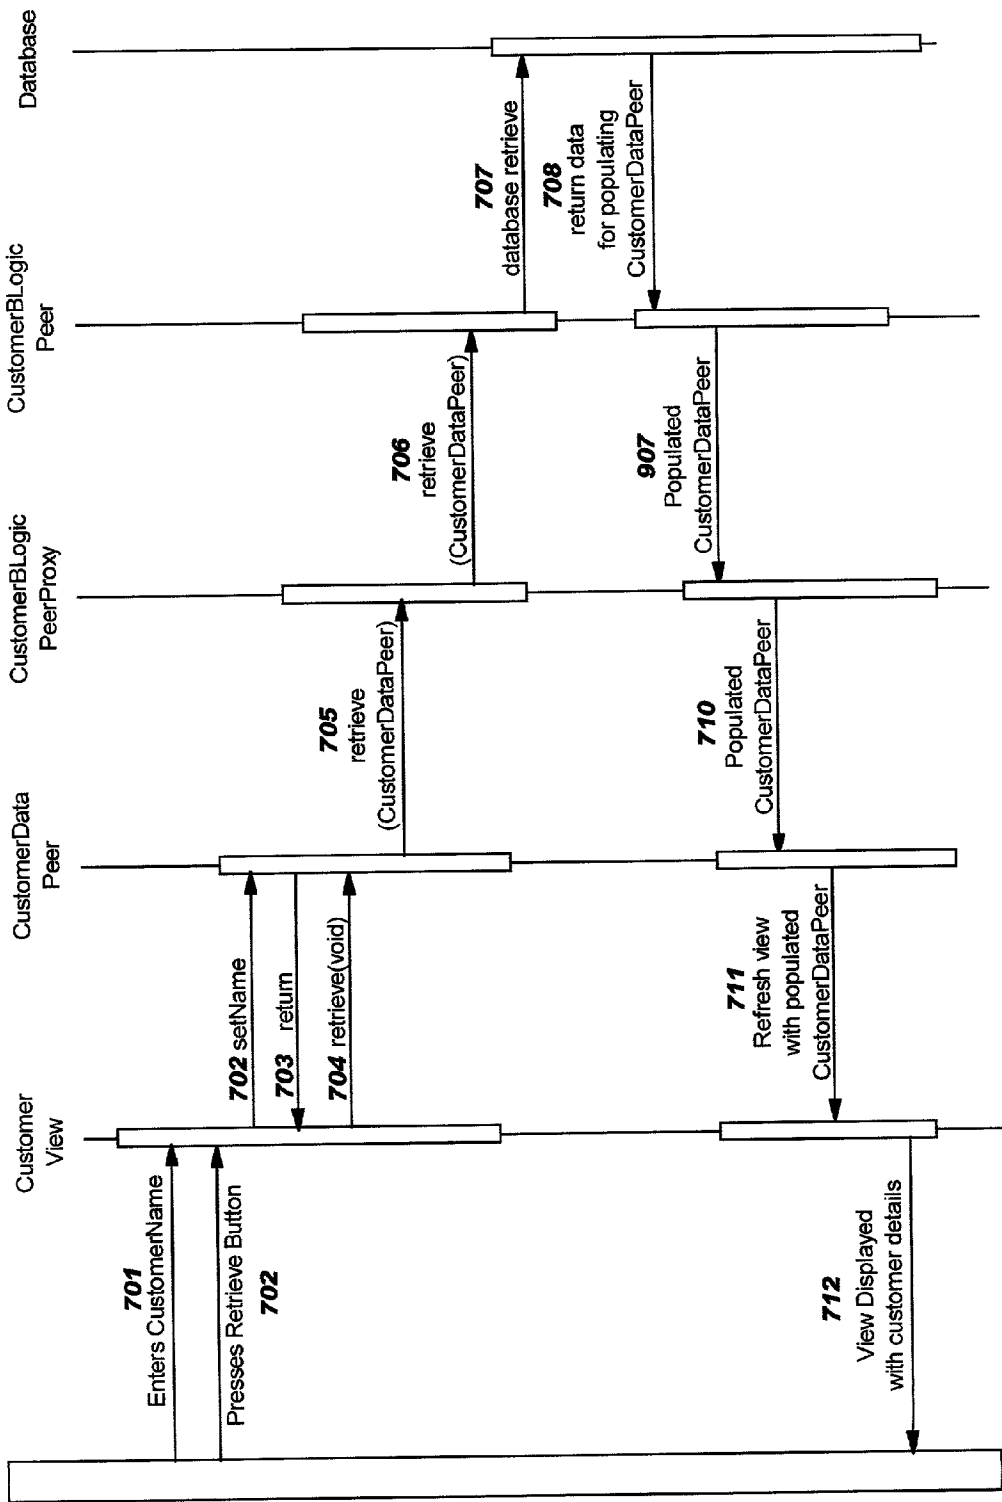 Customer
View
CustomerData
Peer
CustomerBLogic
PeerProxy
CustomerBLogic
Peer
Database
701
Enters CustomerName
Presses Retrieve Button
702
702 setName
703 return
704 retrieve(void)
705
retrieve
(CustomerDataPeer)
706
retrieve
(CustomerDataPeer)
707
database retrieve
708
return data
for populating
CustomerDataPeer
907
Populated
CustomerDataPeer
710
Populated
CustomerDataPeer
711
Refresh view
with populated
CustomerDataPeer
712
View Displayed
with customer details